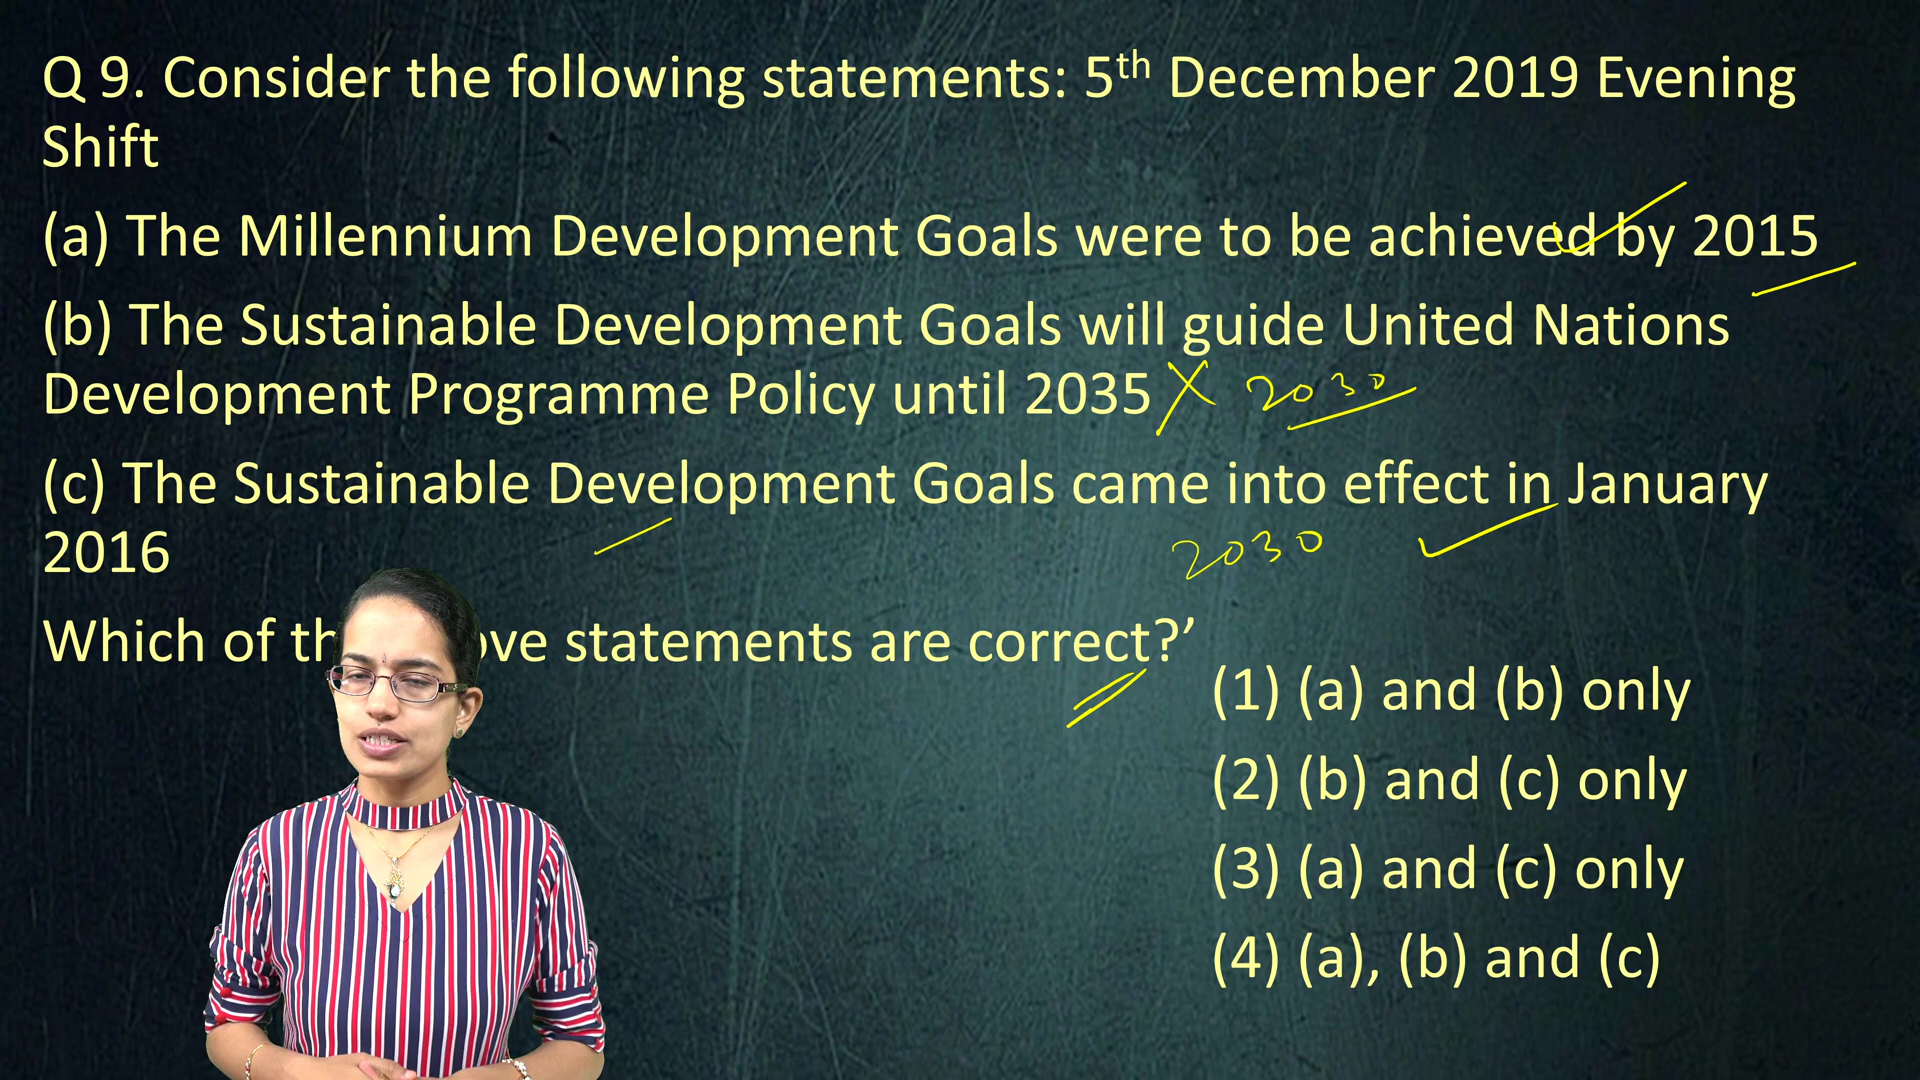 Q 9. Consider the following statements: 5th December 2019 Evening
Shift
(a) The Millennium Development Goals were to be achieved by 2015
(b) The Sustainable Development Goals will guide United Nations
Development Programme Policy until 2035 X 2030
(c) The Sustainable Development Goals came into effect in January
2016
2030
Which of th ove statements are correct?’
(1) (a) and (b) only
(2) (b) and (c) only
(3) (a) and (c) only
(4) (a), (b) and (c)